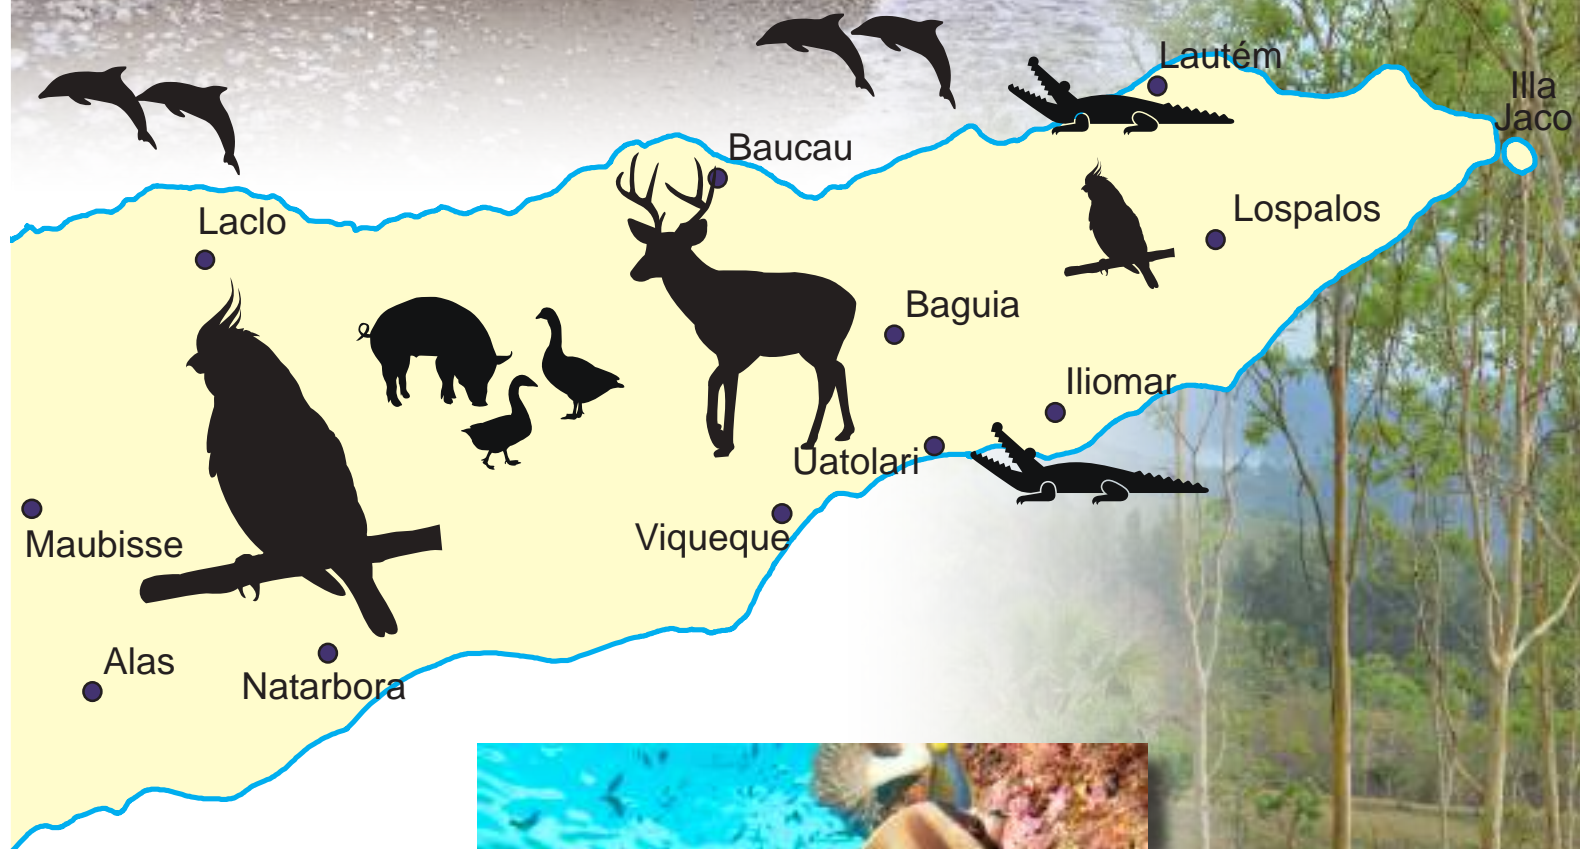 Lautém
Illa
Jaco
Baucau
Laclo
Lospalos
Baguia
Iliomar
Uatolari
Viqueque
Maubisse
Alas
Natarbora